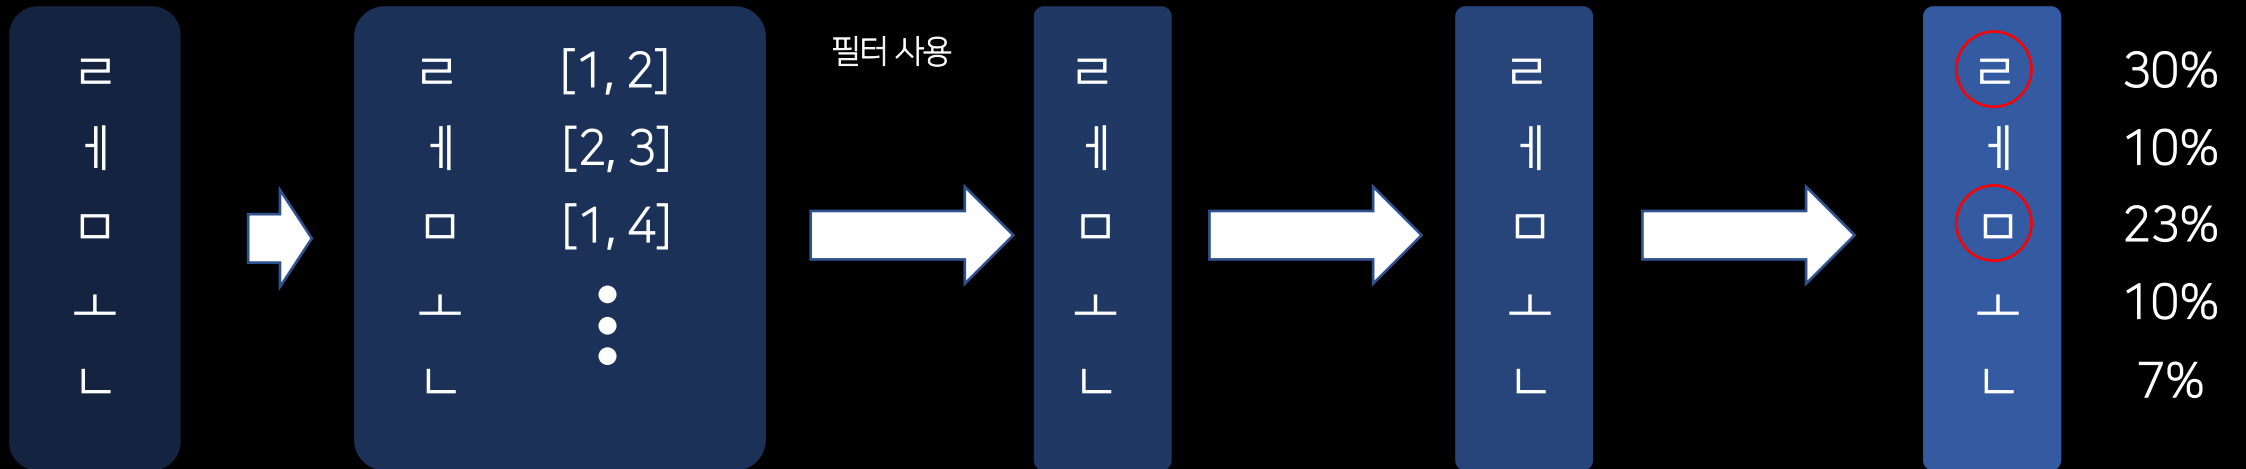 ㄹ
ㅔ
ㅁ
ㅗ
ㄴ
ㄹ [1, 2]
ㅔ [2, 3]
ㅁ [1, 4]
ㅗ
ㄴ
필터 사용
ㄹ
ㅔ
ㅁ
ㅗ
ㄴ
ㄹ
ㅔ
ㅁ
ㅗ
ㄴ
ㄹ 30%
ㅔ 10%
ㅁ 23%
ㅗ 10%
ㄴ 7%